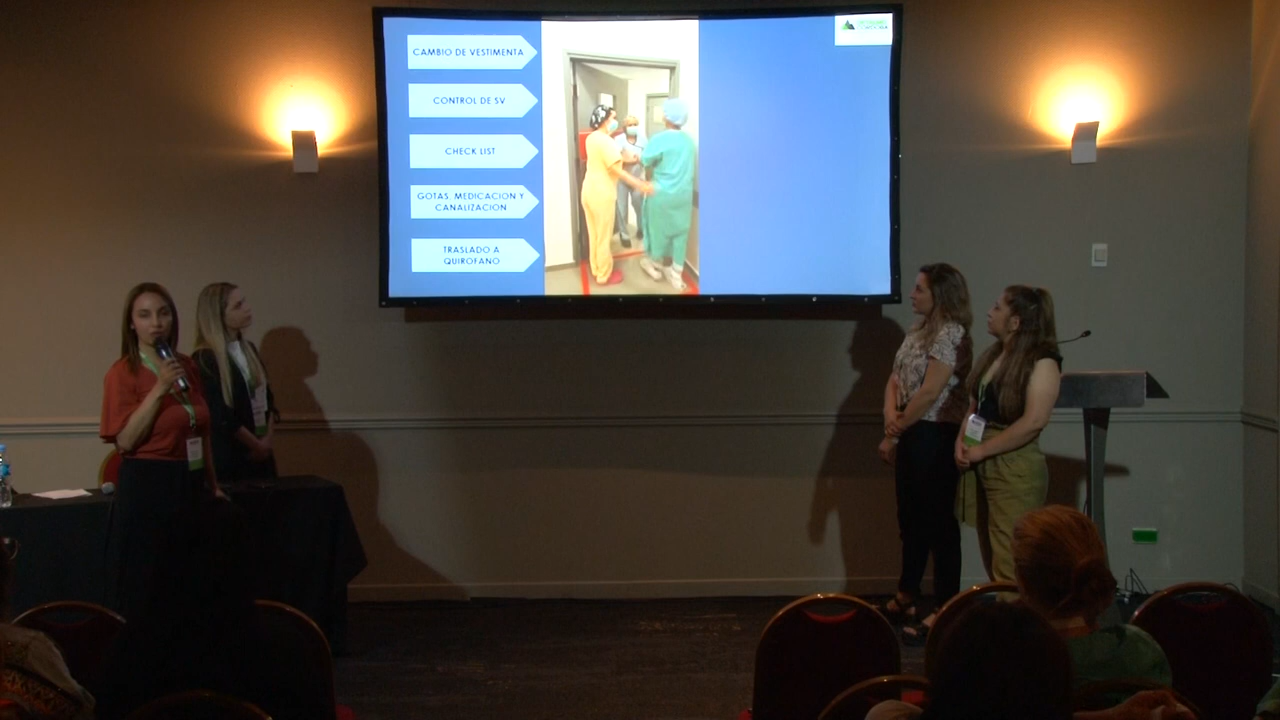 CAMBIO DE VESTIMENTA
CONTROL DE SV
CHECK LIST
GOTAS, MEDICACION Y
CANALIZACION
TRASLADO A
QUIROFANO